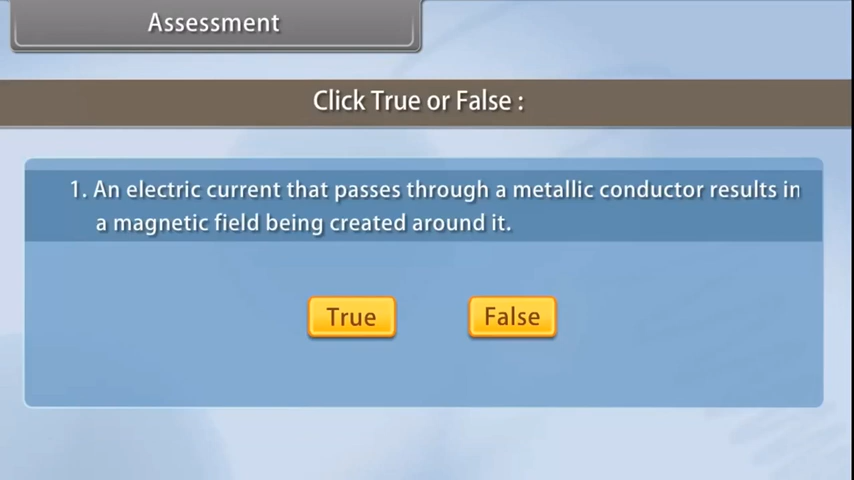 Assessment
Click True or False :
1. An electric current that passes through a metallic conductor results in
a magnetic field being created around it.
True
False